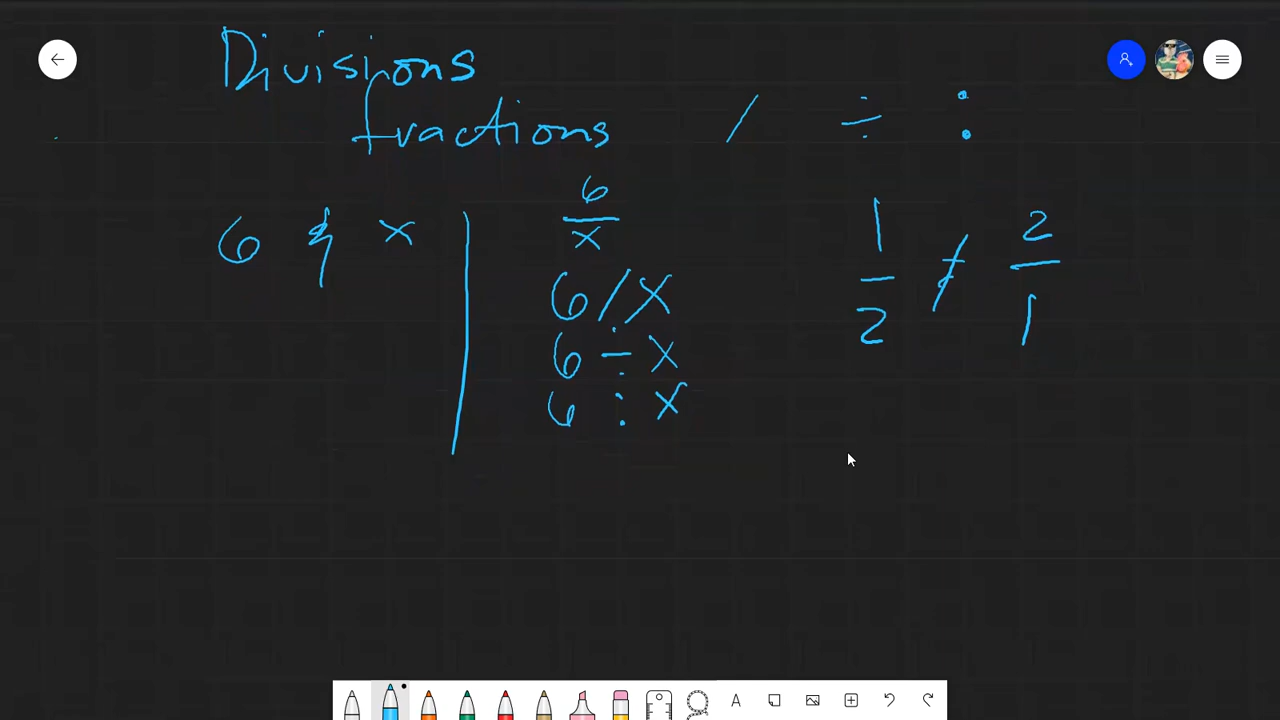 Divisions
fractions / ÷ :
6 & x
6
x
6/x
6 ÷ x
6 : x
1
2
≠
2
1
A